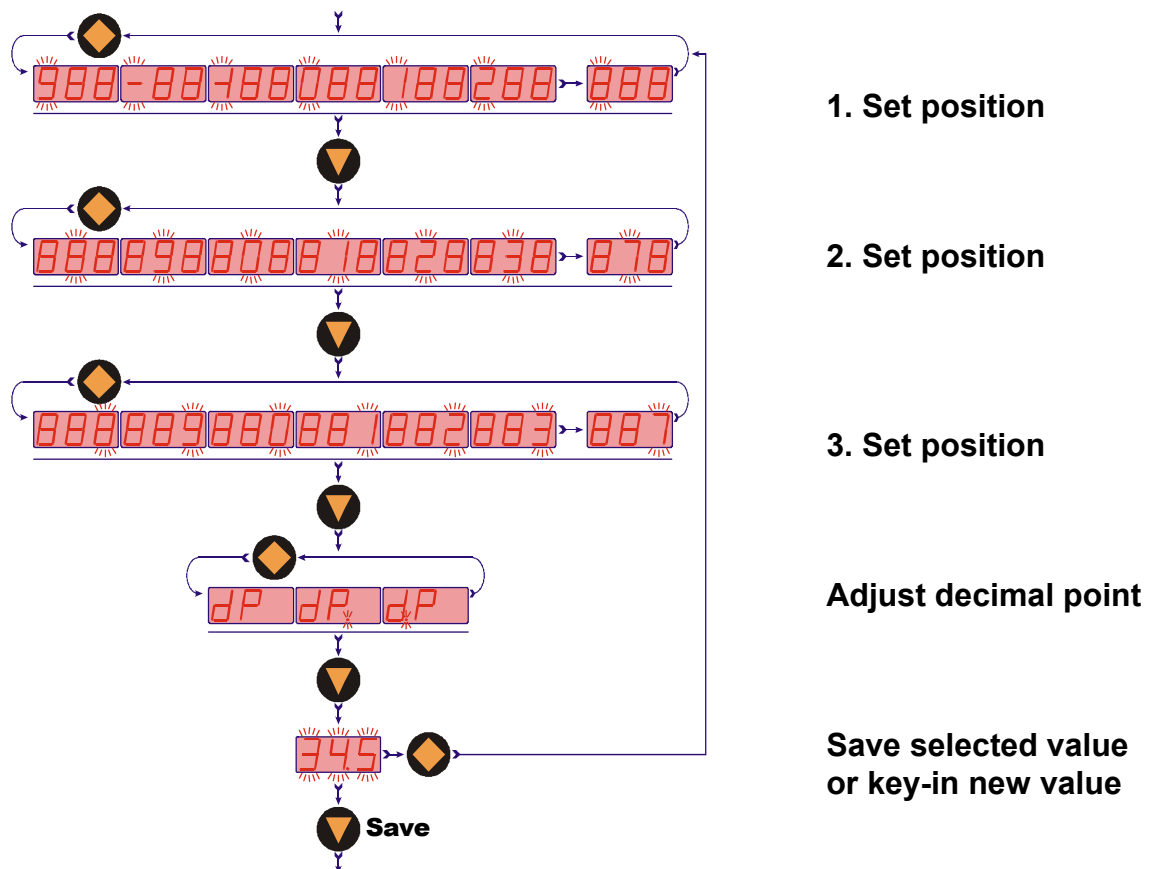 988 -88 -188 088 188 288 888
1. Set position
888 898 808 818 828 838 878
2. Set position
888 889 880 881 882 883 887
3. Set position
dP dP. d.P
Adjust decimal point
34.5
Save selected value
or key-in new value
Save